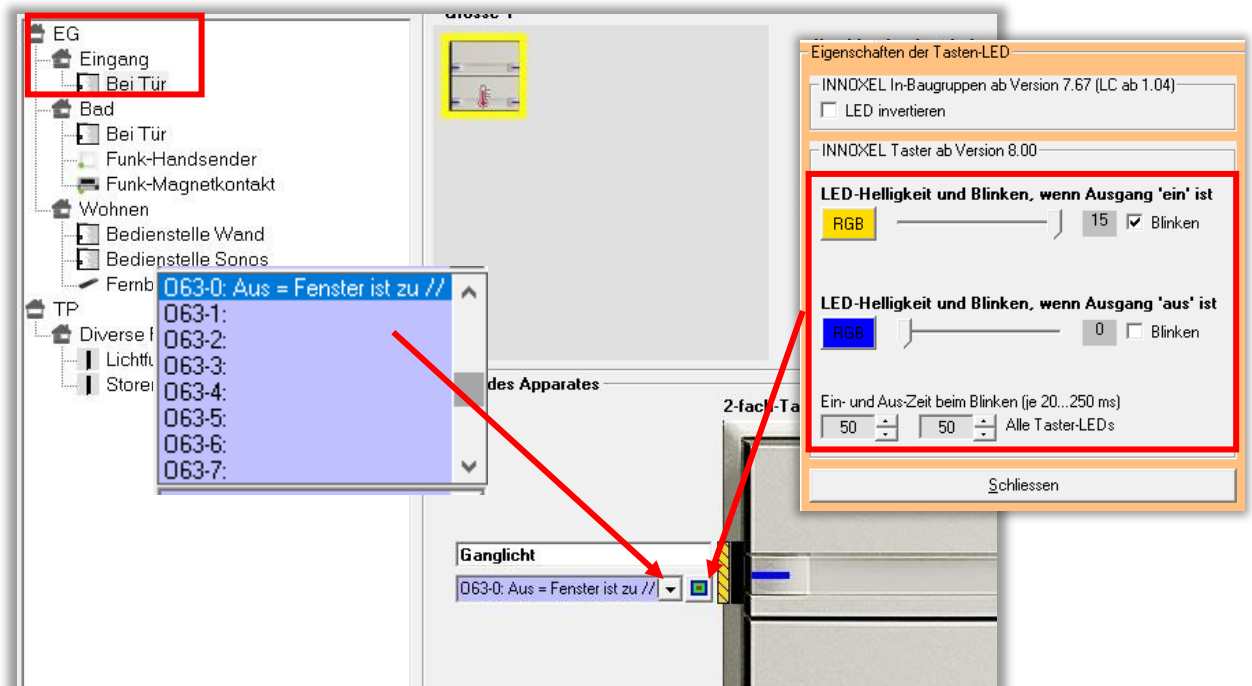 EG
Eingang
Bei Tür
Bad
Bei Tür
Funk-Handsender
Funk-Magnetkontakt
Wohnen
Bedienstelle Wand
Bedienstelle Sonos
Fernb
TP
Diverse
Lichtfu
Storen
O63-0: Aus = Fenster ist zu //
O63-1:
O63-2:
O63-3:
O63-4:
O63-5:
O63-6:
O63-7:
Grösse 1
des Apparates
2-fach-Ta
Ganglicht
O63-0: Aus = Fenster ist zu //
Eigenschaften der Tasten-LED
INNOXEL In-Baugruppen ab Version 7.67 (LC ab 1.04)
LED invertieren
INNOXEL Taster ab Version 8.00
LED-Helligkeit und Blinken, wenn Ausgang 'ein' ist
RGB 15 Blinken
LED-Helligkeit und Blinken, wenn Ausgang 'aus' ist
RGB 0 Blinken
Ein- und Aus-Zeit beim Blinken (je 20...250 ms)
50 50 Alle Taster-LEDs
Schliessen